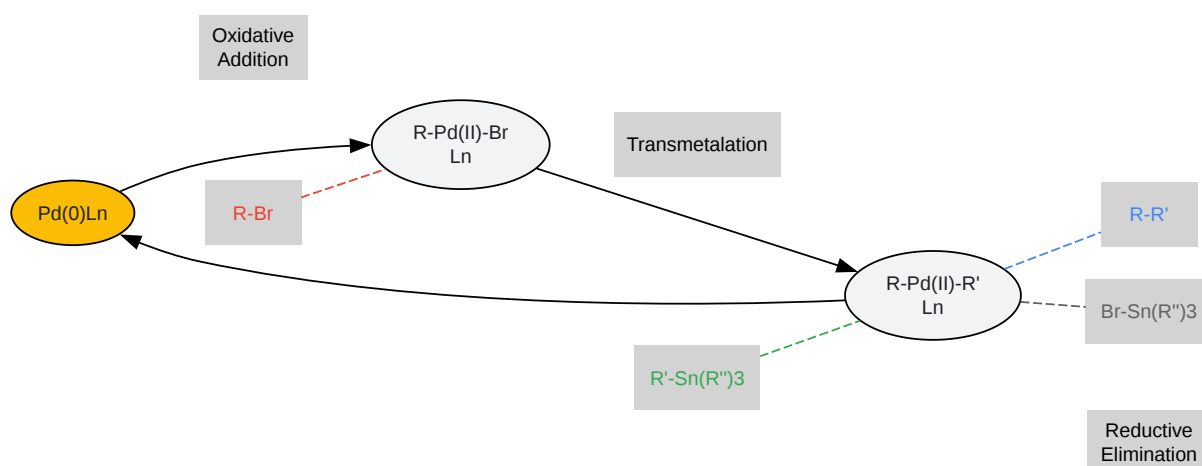 Oxidative
Addition
R-Pd(II)-Br
Ln
Transmetalation
Pd(0)Ln
R-Br
R-R'
R-Pd(II)-R'
Ln
Br-Sn(R")3
R'-Sn(R'')3
Reductive
Elimination